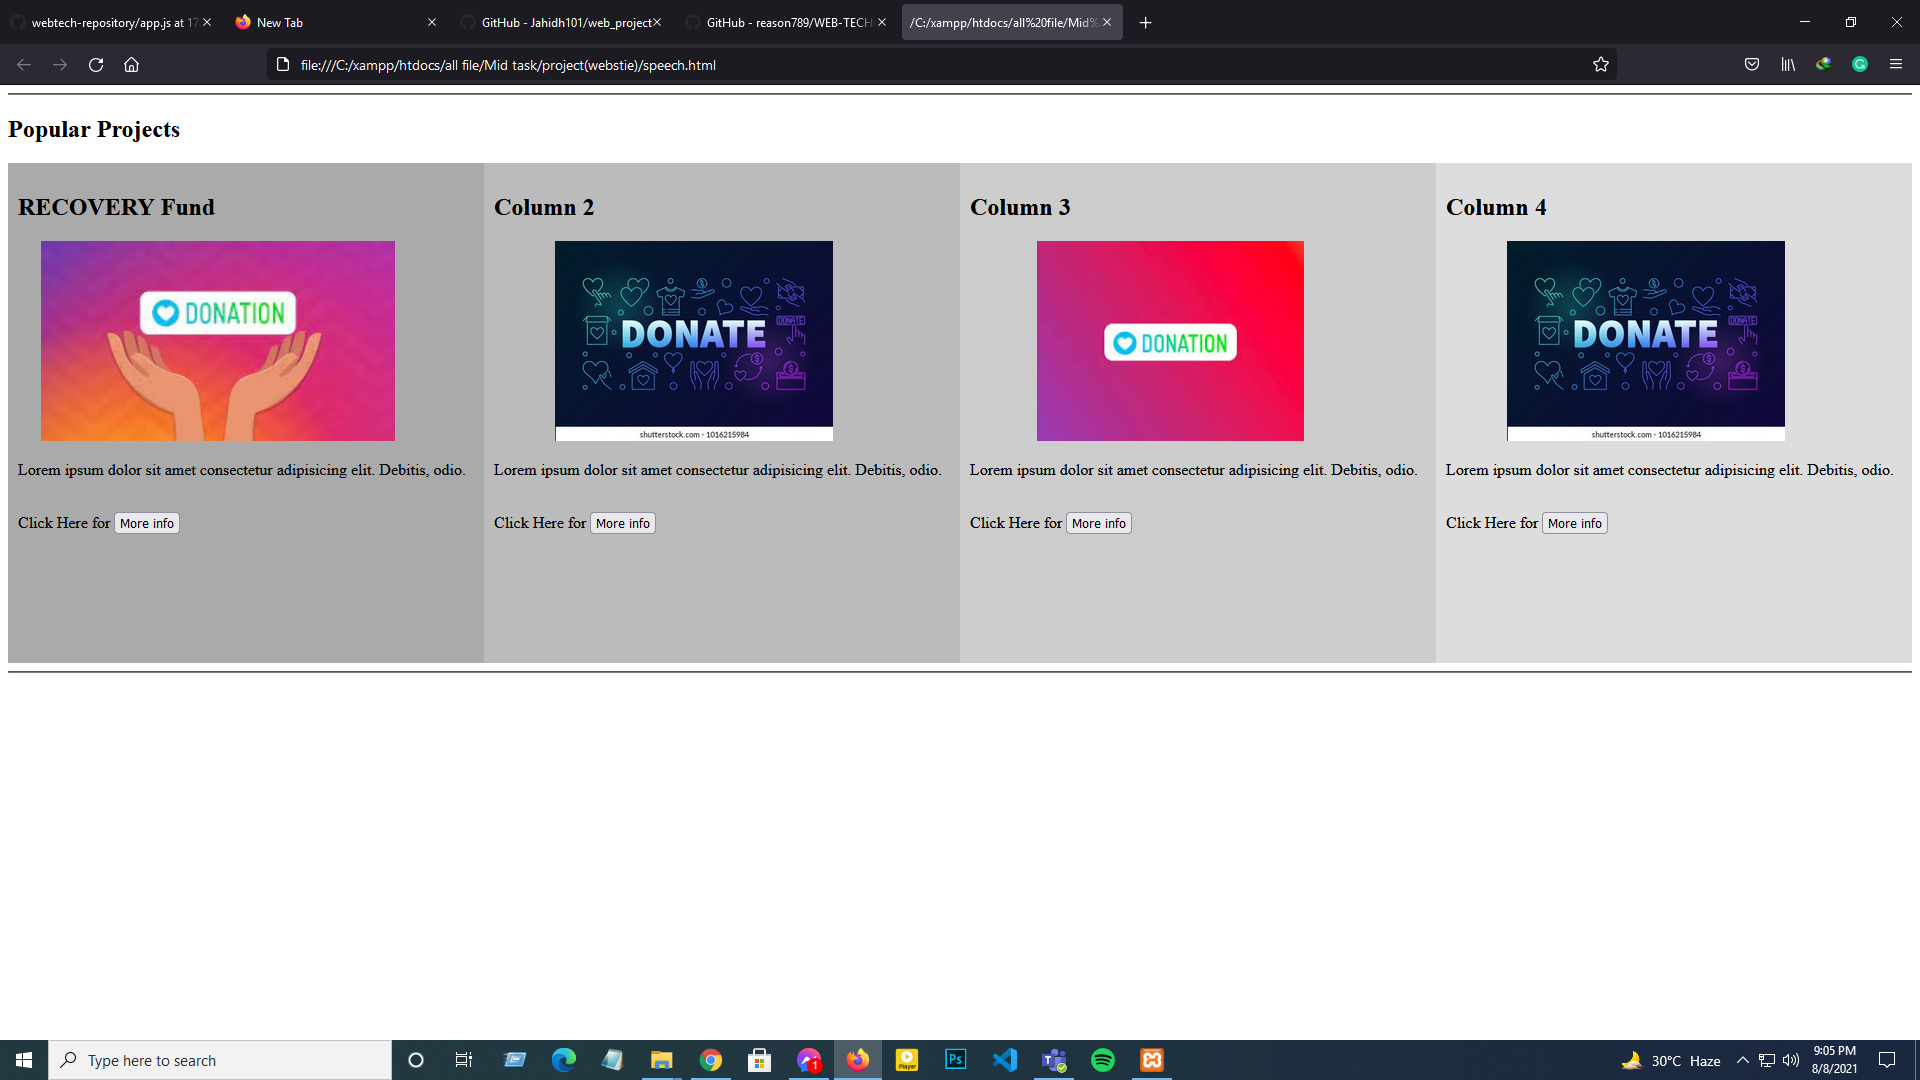 webtech-repository/app.js at 17
New Tab
GitHub - Jahidh101/web_project
GitHub - reason789/WEB-TECH
/C:/xampp/htdocs/all%20file/Mid%
file:///C:/xampp/htdocs/all file/Mid task/project(webstie)/speech.html
Popular Projects
RECOVERY Fund
DONATION
Lorem ipsum dolor sit amet consectetur adipisicing elit. Debitis, odio.
Click Here for More info
Column 2
DONATE
DONATE
shutterstock.com · 1016215984
Lorem ipsum dolor sit amet consectetur adipisicing elit. Debitis, odio.
Click Here for More info
Column 3
DONATION
Lorem ipsum dolor sit amet consectetur adipisicing elit. Debitis, odio.
Click Here for More info
Column 4
DONATE
DONATE
shutterstock.com · 1016215984
Lorem ipsum dolor sit amet consectetur adipisicing elit. Debitis, odio.
Click Here for More info
Type here to search
1
Player
Ps
30°C Haze
9:05 PM
8/8/2021